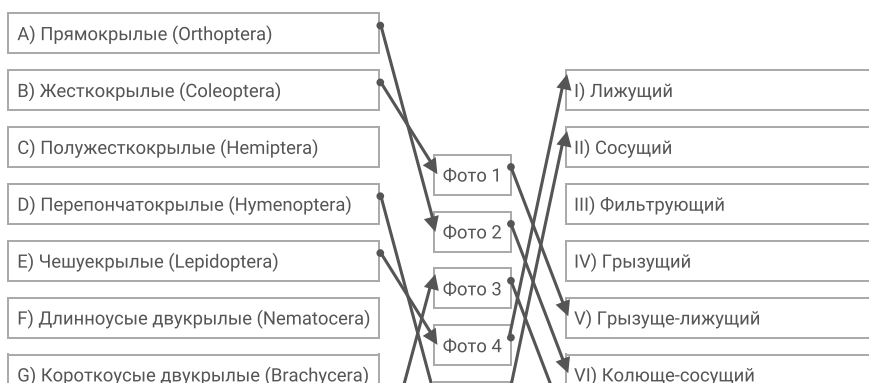 A) Прямокрылые (Orthoptera)
B) Жесткокрылые (Coleoptera)
C) Полужесткокрылые (Hemiptera)
D) Перепончатокрылые (Hymenoptera)
E) Чешуекрылые (Lepidoptera)
F) Длинноусые двукрылые (Nematocera)
G) Короткоусые двукрылые (Brachycera)
Фото 1
Фото 2
Фото 3
Фото 4
I) Лижущий
II) Сосущий
III) Фильтрующий
IV) Грызущий
V) Грызуще-лижущий
VI) Колюще-сосущий